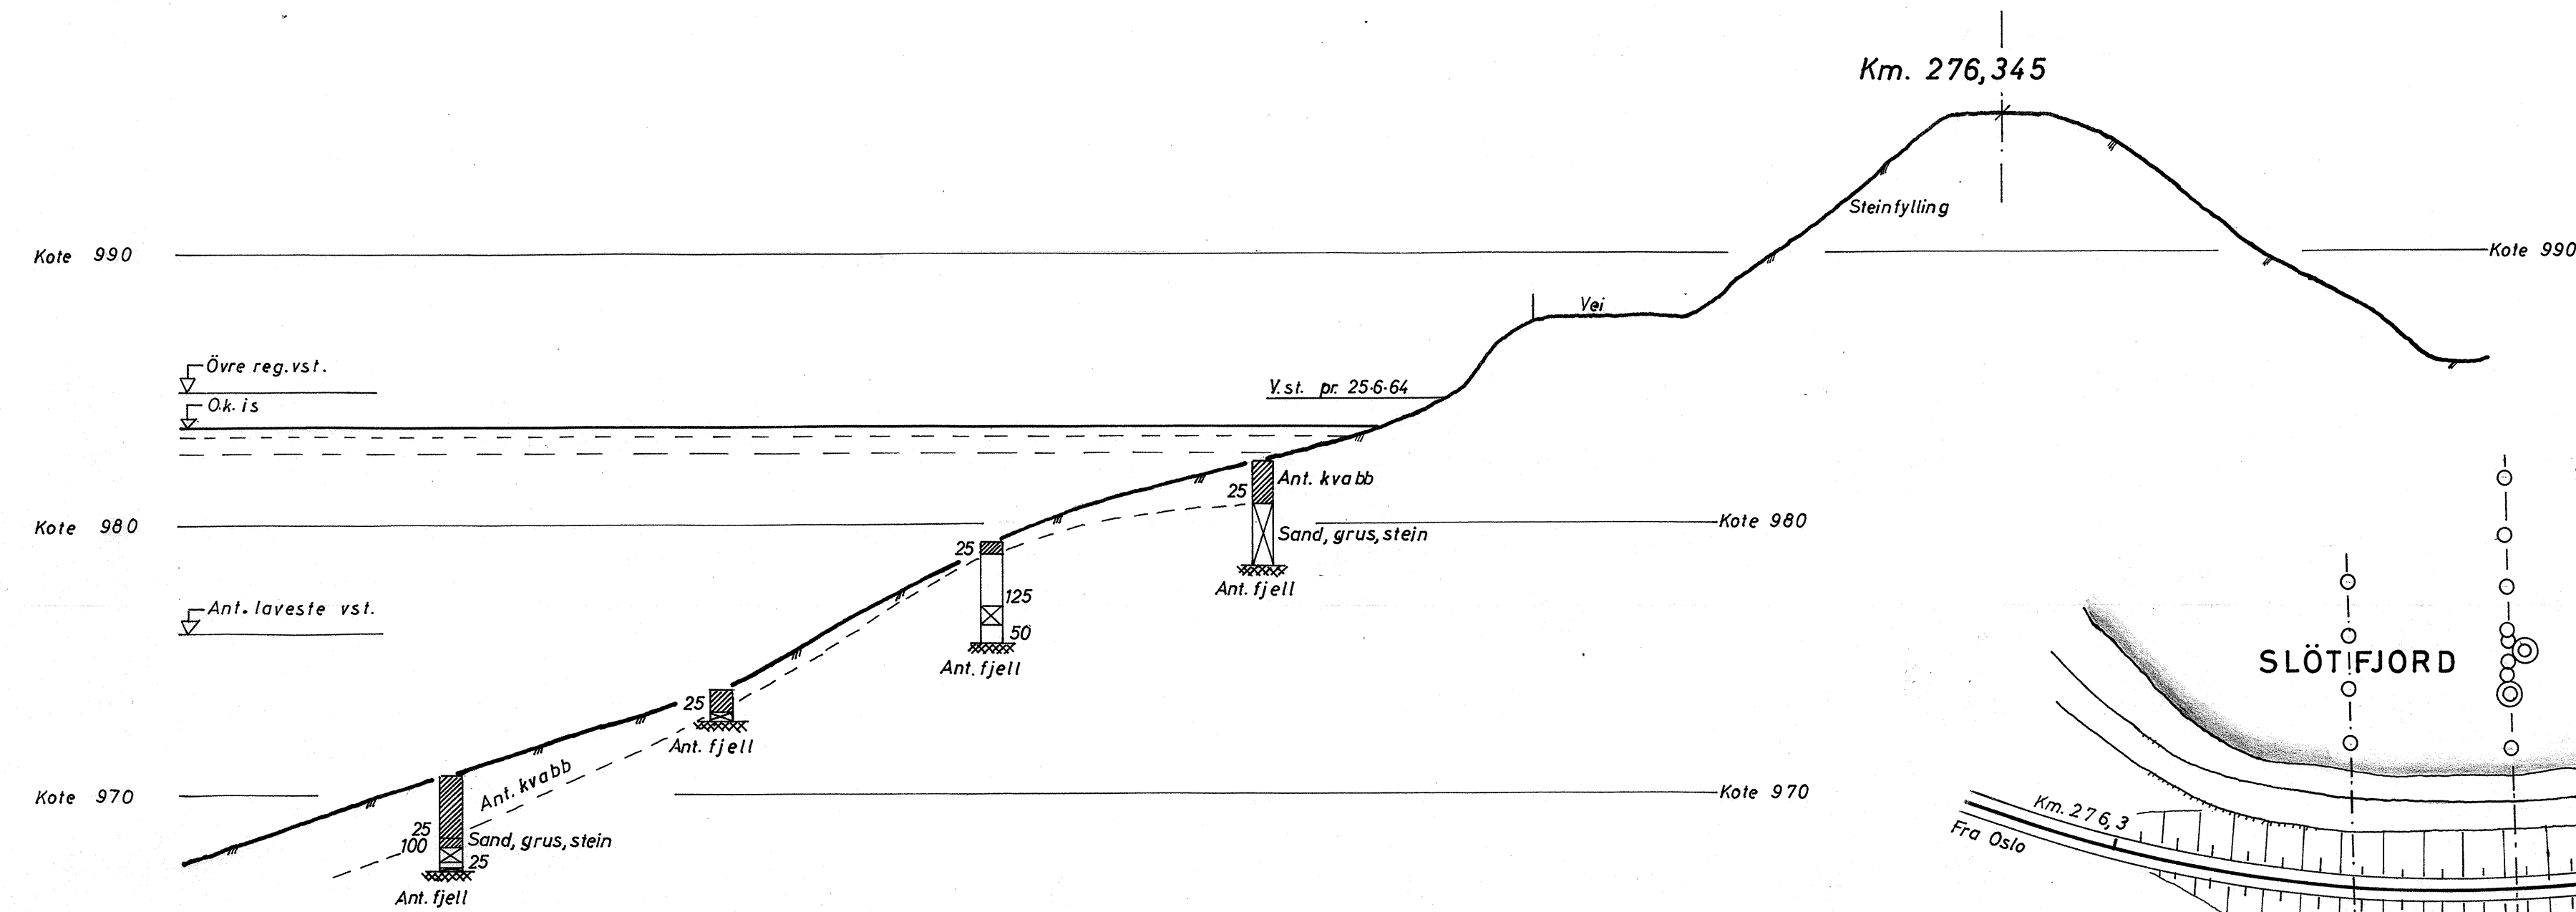 Km. 276,345
Steinfylling
Kote 990
Kote 990
Vei
Övre reg. vst.
V.st. pr. 25-6-64
O.k. is
Ant. kvabb
25
Kote 980
Kote 980
Sand, grus, stein
25
Ant. fjell
125
Ant. laveste vst.
50
Ant. fjell
SLÖTFJORD
25
Ant. fjell
Ant. kvabb
Kote 970
Kote 970
Km. 276,3
25
Sand, grus, stein
100
25
Fra Oslo
Ant. fjell